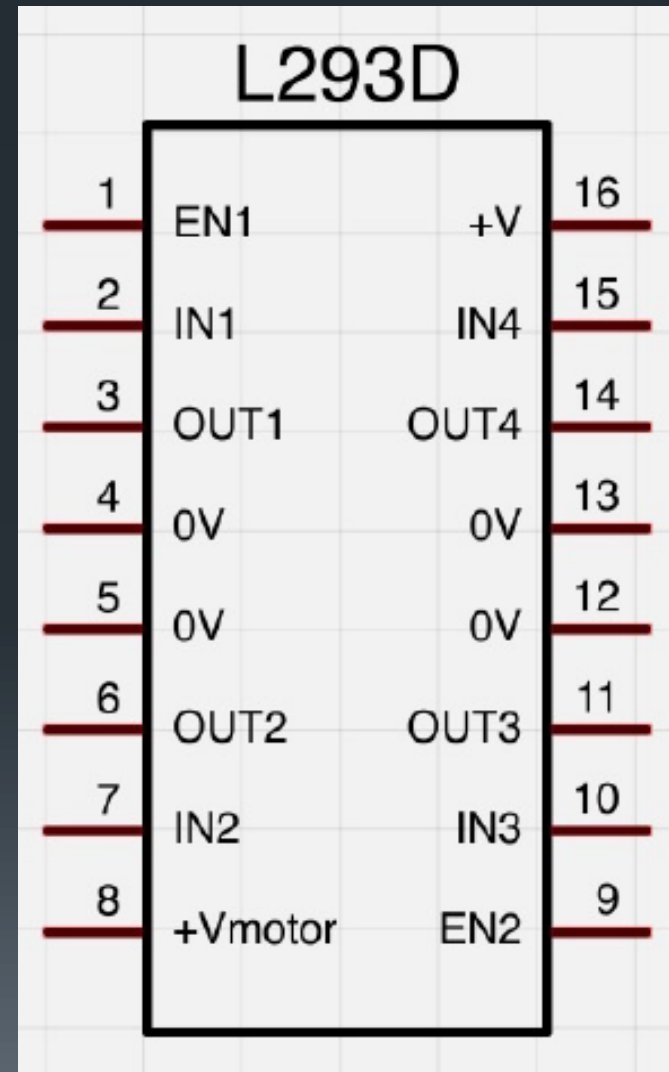 L293D
1 EN1 +V 16
2 IN1 IN4 15
3 OUT1 OUT4 14
4 0V 0V 13
5 0V 0V 12
6 OUT2 OUT3 11
7 IN2 IN3 10
8 +Vmotor EN2 9